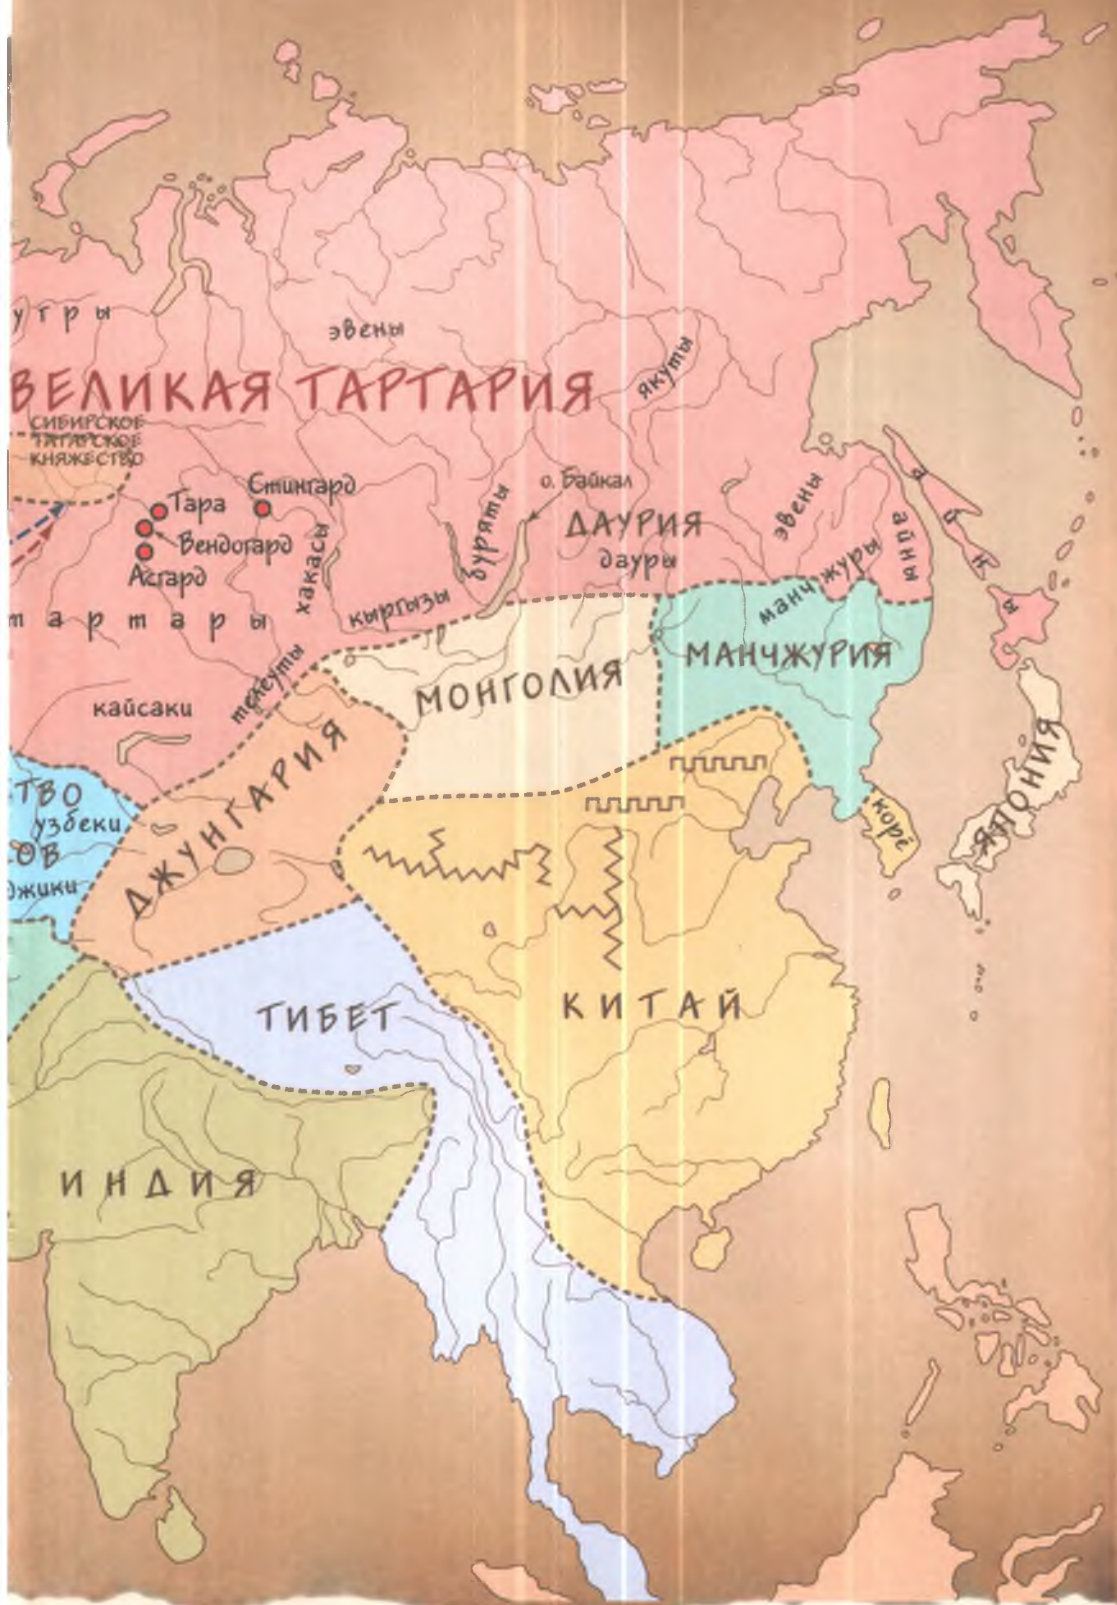 угры
эвены
якуты
ВЕЛИКАЯ ТАРТАРИЯ
СИБИРСКОЕ
ТАТАРСКОЕ
КНЯЖЕСТВО
Стингард
Тара
Вендогард
Асгард
хакасы
буряты
о. Байкал
ДАУРИЯ
дауры
эвены
айны
айны
тартары
кыргызы
манчжуры
МАНЧЖУРИЯ
телеуты
кайсаки
МОНГОЛИЯ
ДЖУНГАРИЯ
ТВО
узбеки
ОВ
джики
корё
ЯПОНИЯ
ТИБЕТ
КИТАЙ
ИНДИЯ